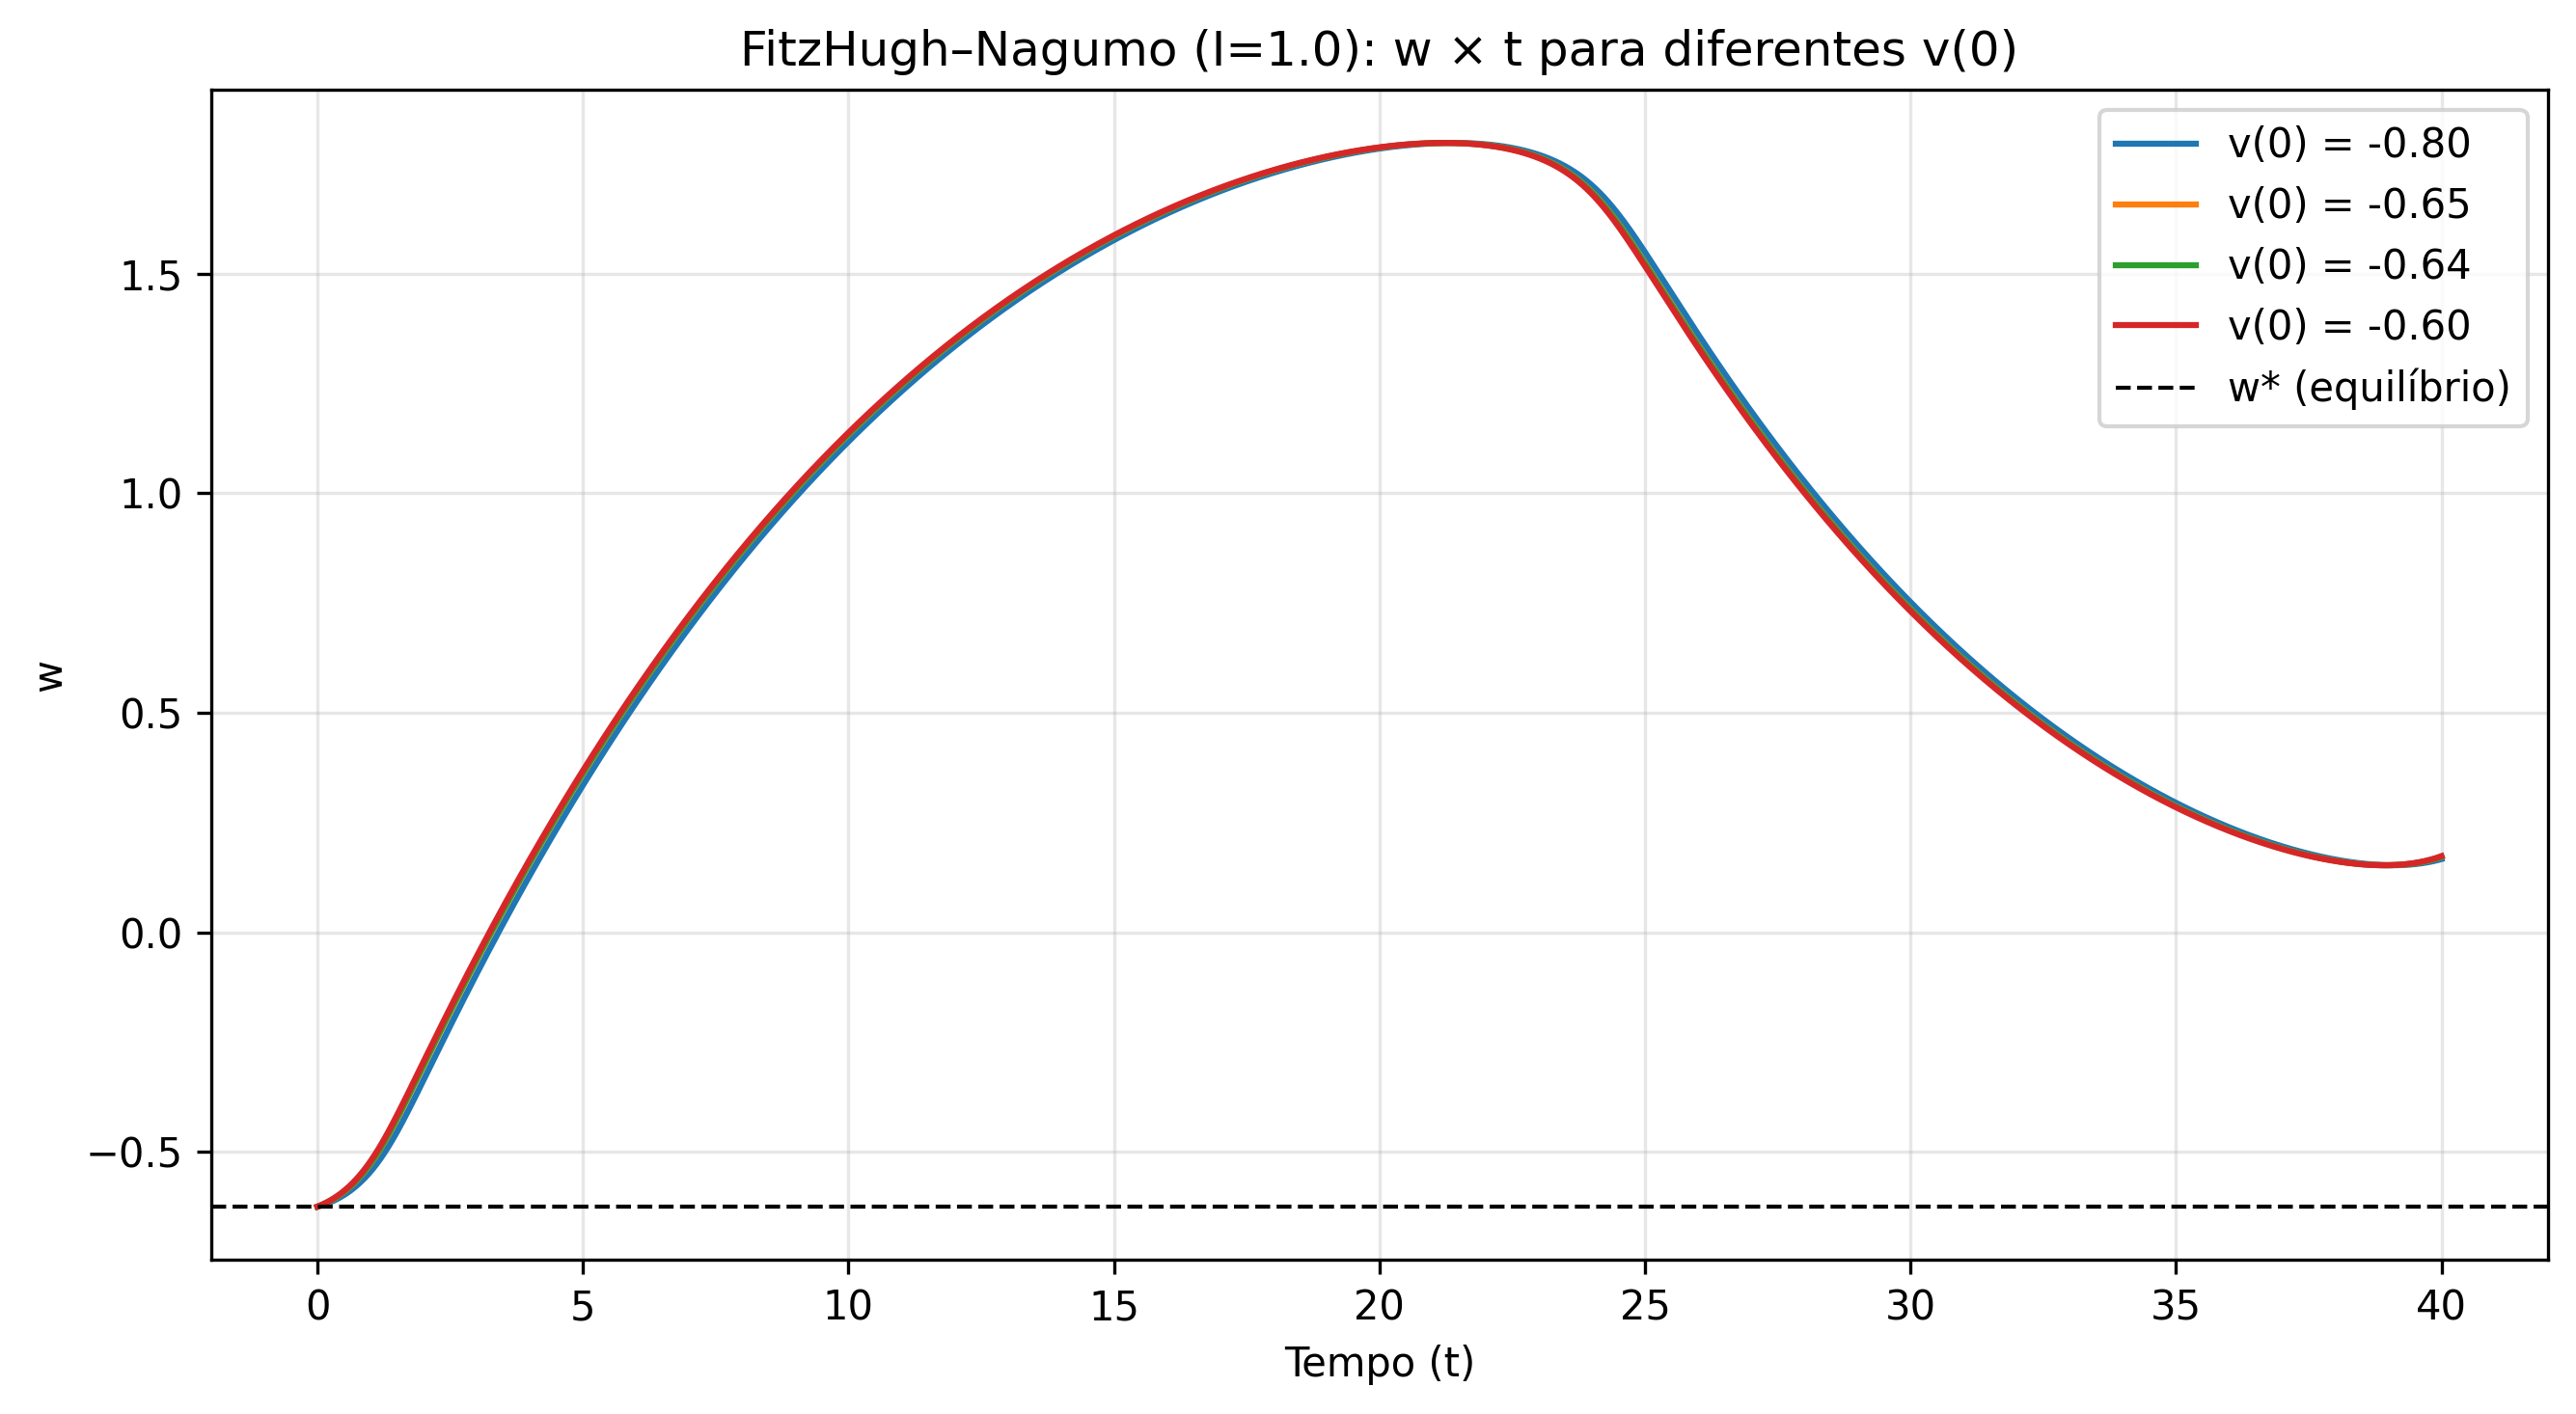 FitzHugh–Nagumo (I=1.0): w × t para diferentes v(0)
v(0) = -0.80
v(0) = -0.65
v(0) = -0.64
v(0) = -0.60
w* (equilíbrio)
w
1.5
1.0
0.5
0.0
−0.5
0 5 10 15 20 25 30 35 40
Tempo (t)